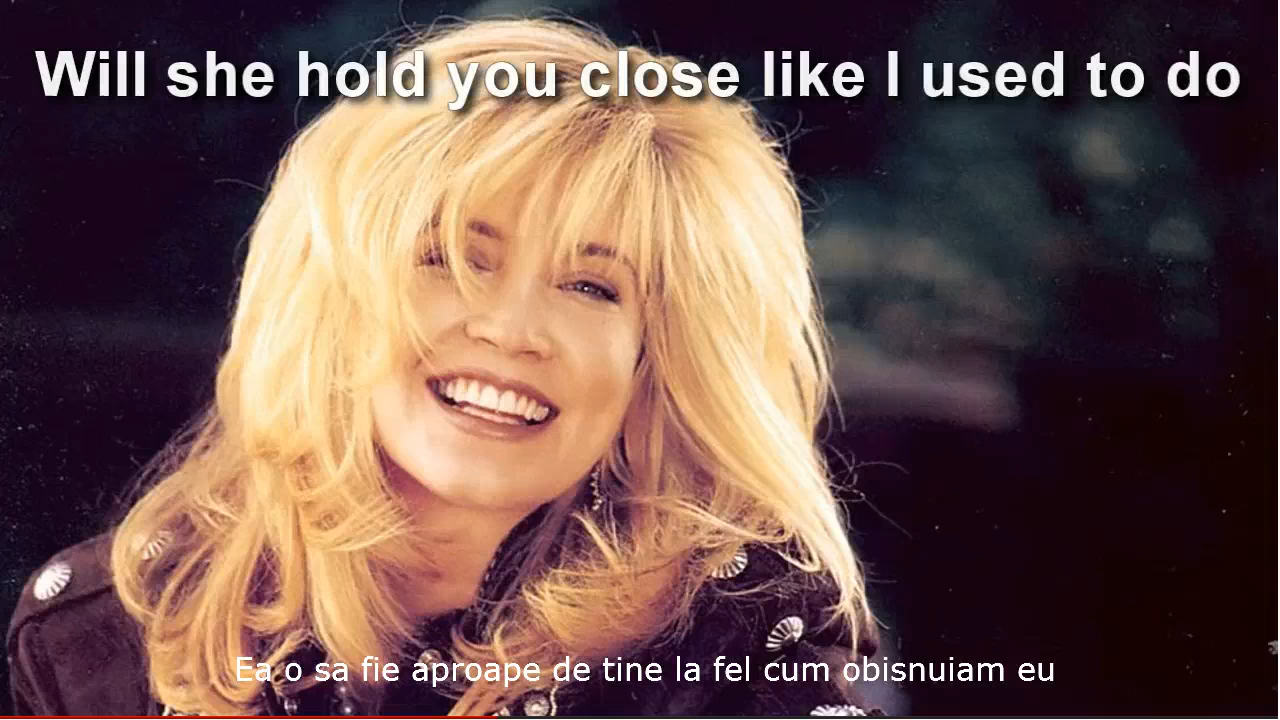 Will she hold you close like I used to do
Ea o sa fie aproape de tine la fel cum obisnuiam eu